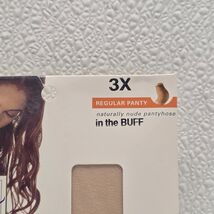 3X
REGULAR PANTY
naturally nude pantyhose
in the BUFF